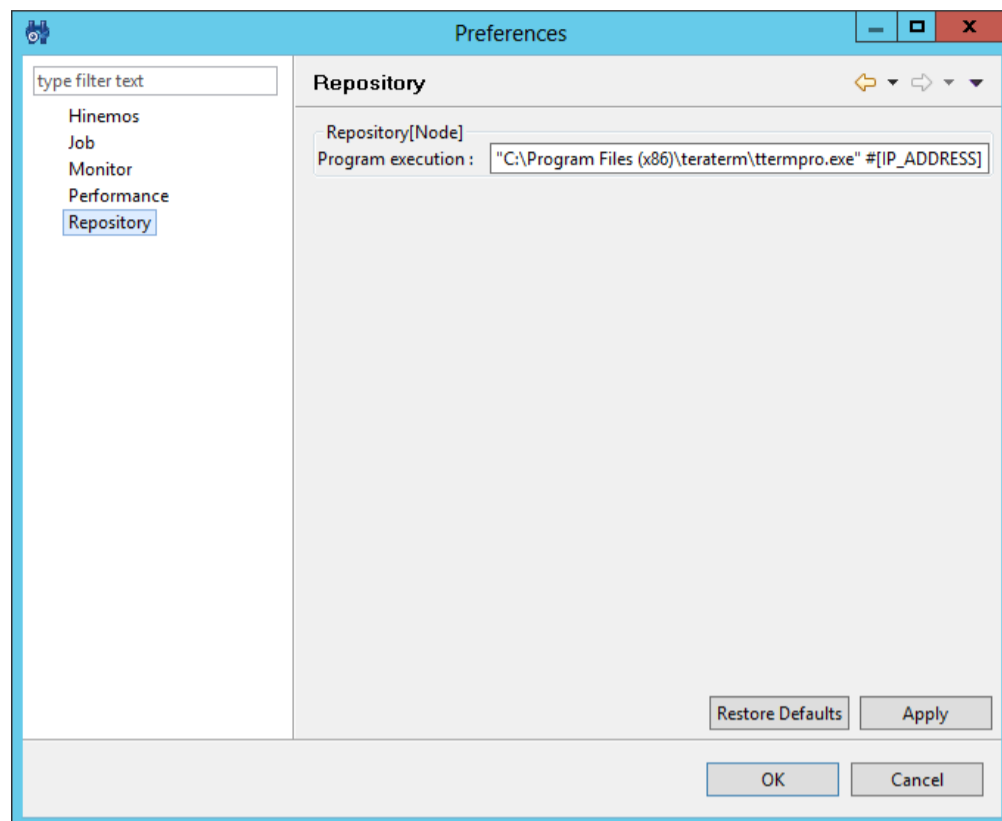 Preferences
type filter text
Hinemos
Job
Monitor
Performance
Repository
Repository
Repository[Node]
Program execution : "C:\Program Files (x86)\teraterm\ttermpro.exe" #[IP_ADDRESS]
Restore Defaults Apply
OK Cancel